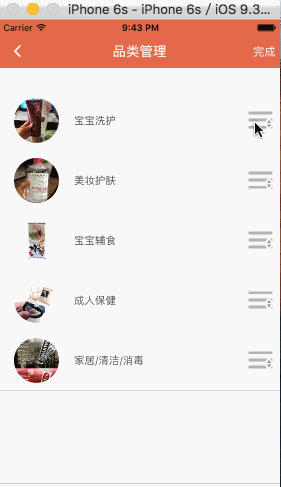 iPhone 6s - iPhone 6s / iOS 9.3...
Carrier 9:43 PM
品类管理 完成
宝宝洗护
美妆护肤
宝宝辅食
成人保健
家居/清洁/消毒